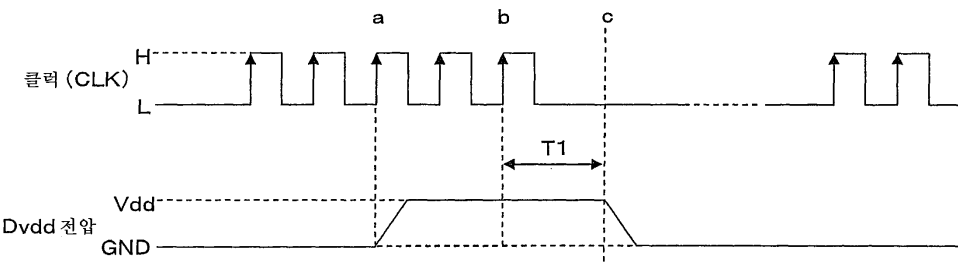 a b c
H
클럭 (CLK)
L
T1
Vdd
Dvdd 전압
GND